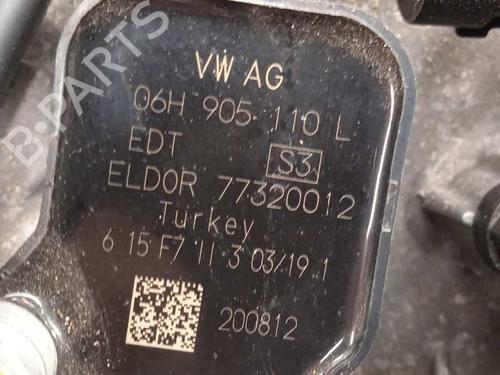 VW AG
06H 905 110 L
EDT S3
ELDOR 77320012
Turkey
6 15 F7 II 3 03/19 1
200812
B-PARTS